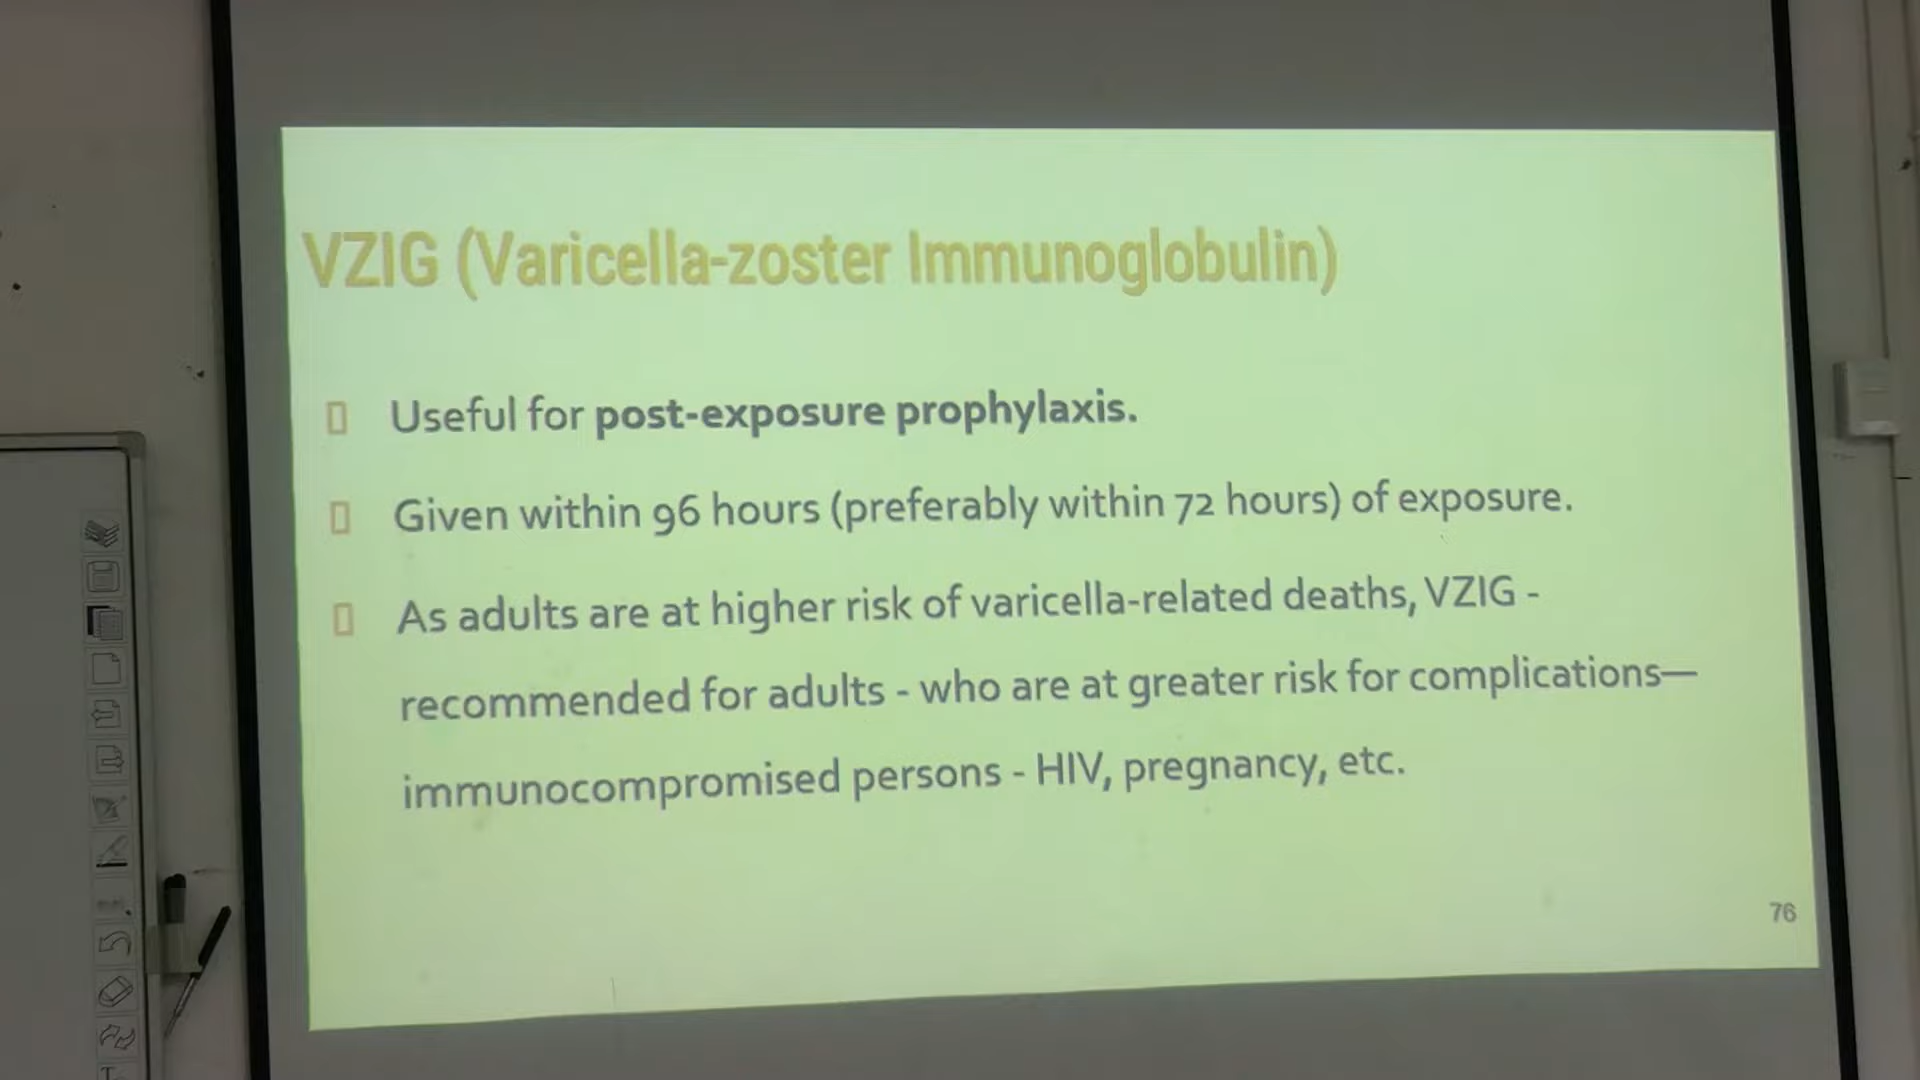 VZIG (Varicella-zoster Immunoglobulin)
Useful for post-exposure prophylaxis.
Given within 96 hours (preferably within 72 hours) of exposure.
As adults are at higher risk of varicella-related deaths, VZIG -
recommended for adults - who are at greater risk for complications—
immunocompromised persons - HIV, pregnancy, etc.
76